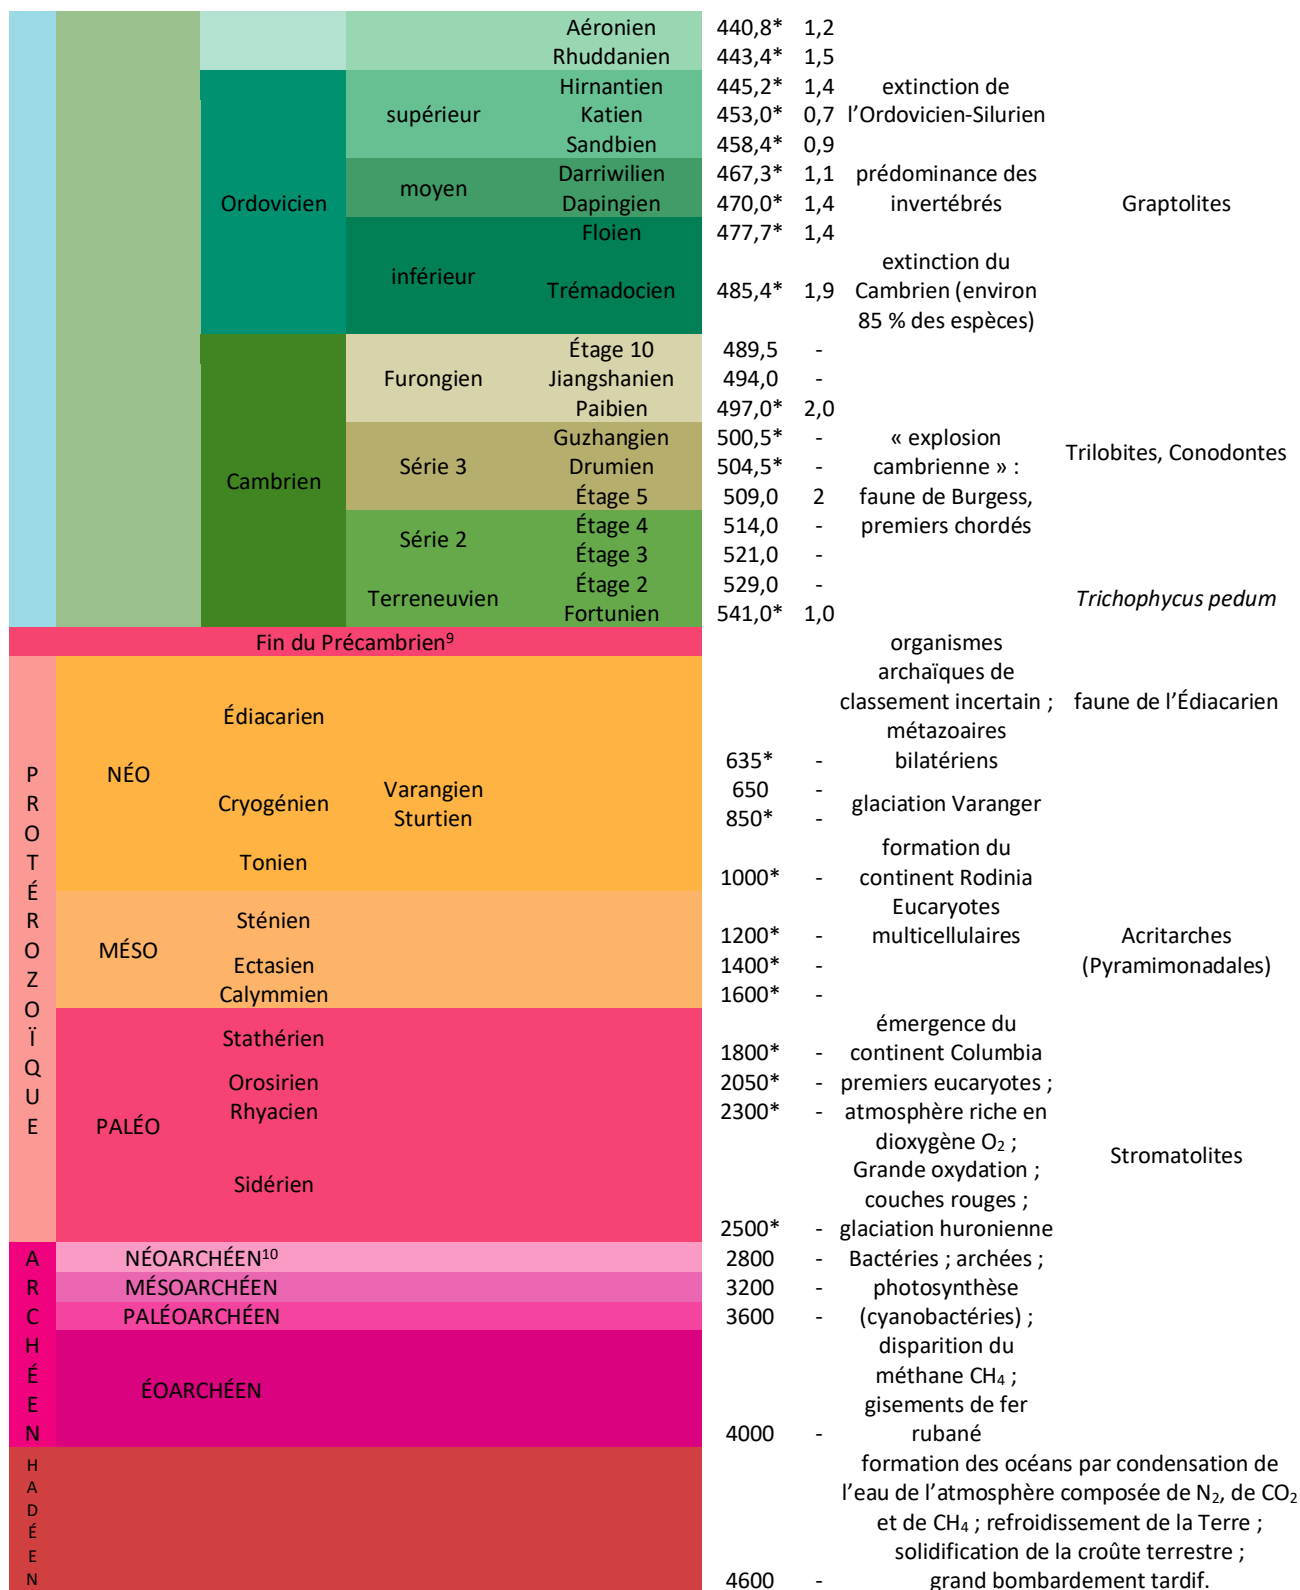 Aéronien 440,8* 1,2
Rhuddanien 443,4* 1,5
Hirnantien 445,2* 1,4 extinction de
supérieur Katien 453,0* 0,7 l’Ordovicien-Silurien
Sandbien 458,4* 0,9
Darriwilien 467,3* 1,1 prédominance des
moyen
Ordovicien Dapingien 470,0* 1,4 invertébrés Graptolites
Floien 477,7* 1,4
extinction du
inférieur
Trémadocien 485,4* 1,9 Cambrien (environ
85 % des espèces)
Étage 10 489,5 -
Furongien Jiangshanien 494,0 -
Paibien 497,0* 2,0
Guzhangien 500,5* - « explosion
Trilobites, Conodontes
Série 3 Drumien 504,5* - cambrienne » :
Cambrien
Étage 5 509,0 2 faune de Burgess,
Étage 4 514,0 - premiers chordés
Série 2
Étage 3 521,0 -
Étage 2 529,0 -
Terreneuvien Trichophycus pedum
Fortunien 541,0* 1,0
Fin du Précambrien⁹ organismes
archaïques de
Édiacarien classement incertain ; faune de l’Édiacarien
métazoaires
635* - bilatériens
NÉO
Varangien 650 -
Cryogénien glaciation Varanger
Sturtien 850* -
formation du
Tonien
1000* - continent Rodinia
Eucaryotes
Sténien
1200* - multicellulaires Acritarches
MÉSO
Ectasien 1400* - (Pyramimonadales)
Calymmien 1600* -
émergence du
Stathérien
1800* - continent Columbia
Orosirien 2050* - premiers eucaryotes ;
Rhyacien 2300* - atmosphère riche en
PALÉO
dioxygène O₂ ;
Stromatolites
Sidérien Grande oxydation ;
couches rouges ;
2500* - glaciation huronienne
PROTÉROZOÏQUE
NÉOARCHÉEN¹⁰ 2800 - Bactéries ; archées ;
MÉSOARCHÉEN 3200 - photosynthèse
PALÉOARCHÉEN 3600 - (cyanobactéries) ;
disparition du
méthane CH₄ ;
ÉOARCHÉEN
gisements de fer
4000 - rubané
ARCHÉEN
formation des océans par condensation de
l’eau de l’atmosphère composée de N₂, de CO₂
et de CH₄ ; refroidissement de la Terre ;
solidification de la croûte terrestre ;
4600 - grand bombardement tardif.
HADÉEN